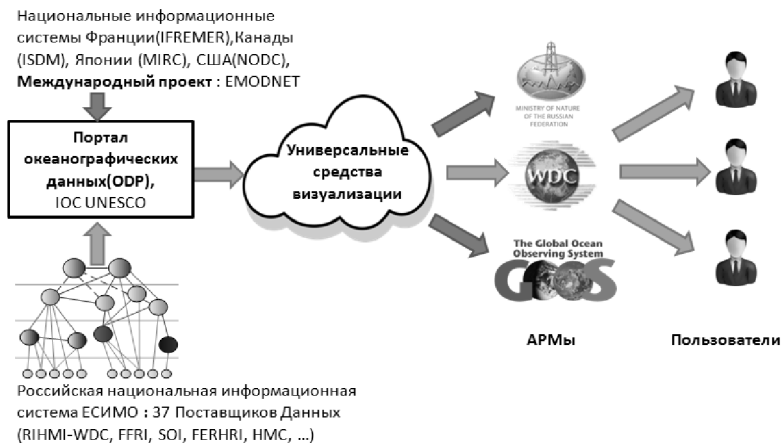 Национальные информационные
системы Франции(IFREMER),Канады
(ISDM), Японии (MIRC), США(NODC),
Международный проект : EMODNET
Портал
океанографических
данных(ODP),
IOC UNESCO
Универсальные
средства
визуализации
MINISTRY OF NATURE
OF THE RUSSIAN
FEDERATION
WDC
The Global Ocean
Observing System
GOOS
АРМы
Пользователи
Российская национальная информационная
система ЕСИМО : 37 Поставщиков Данных
(RIHMI-WDC, FFRI, SOI, FERHRI, HMC, ...)